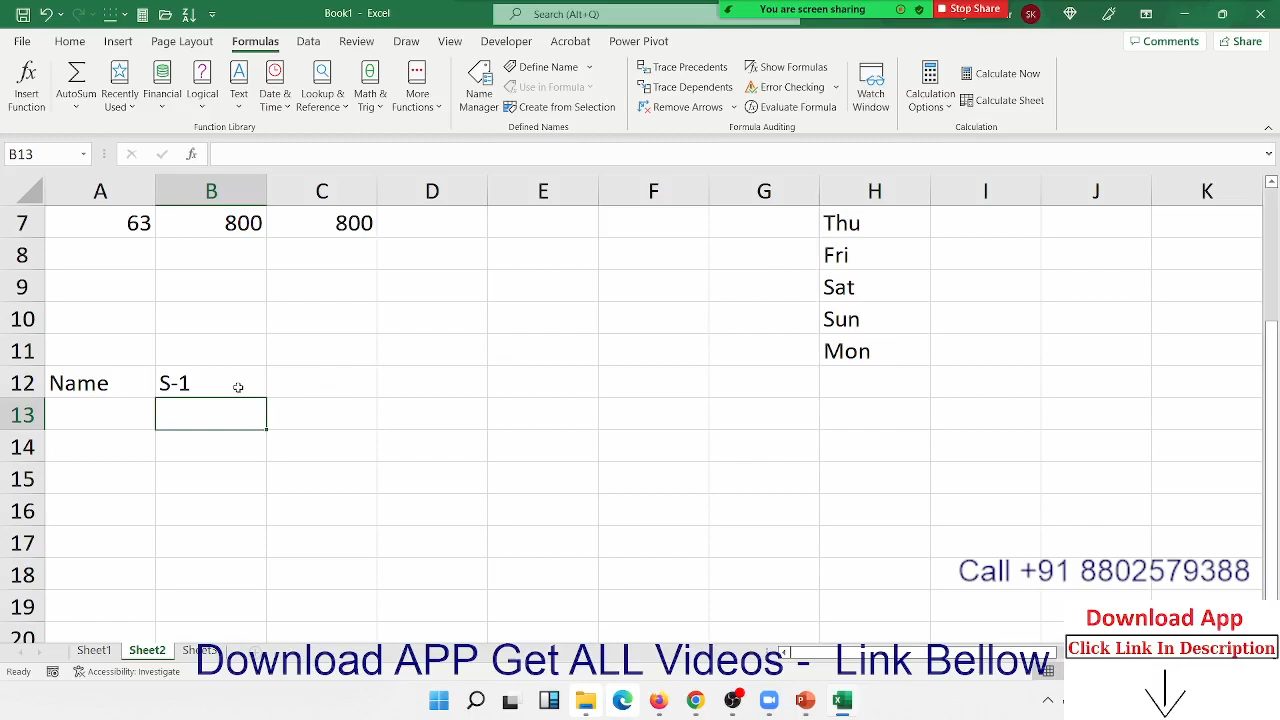 Book1 - Excel
Search (Alt+Q)
You are screen sharing
Stop Share
SK
File Home Insert Page Layout Formulas Data Review Draw View Developer Acrobat Power Pivot
Comments Share
Insert Function
AutoSum
Recently Used
Financial
Logical
Text
Date & Time
Lookup & Reference
Math & Trig
More Functions
Function Library
Name Manager
Define Name
Use in Formula
Create from Selection
Defined Names
Trace Precedents
Trace Dependents
Remove Arrows
Show Formulas
Error Checking
Evaluate Formula
Formula Auditing
Watch Window
Calculation Options
Calculate Now
Calculate Sheet
Calculation
B13
fx
A B C D E F G H I J K
7 63 800 800 Thu
8 Fri
9 Sat
10 Sun
11 Mon
12 Name S-1
13
14
15
16
17
18
19
20
Call +91 8802579388
Download App
Click Link In Description
Sheet1 Sheet2 Sheet3
Download APP Get ALL Videos - Link Bellow
Ready Accessibility: Investigate